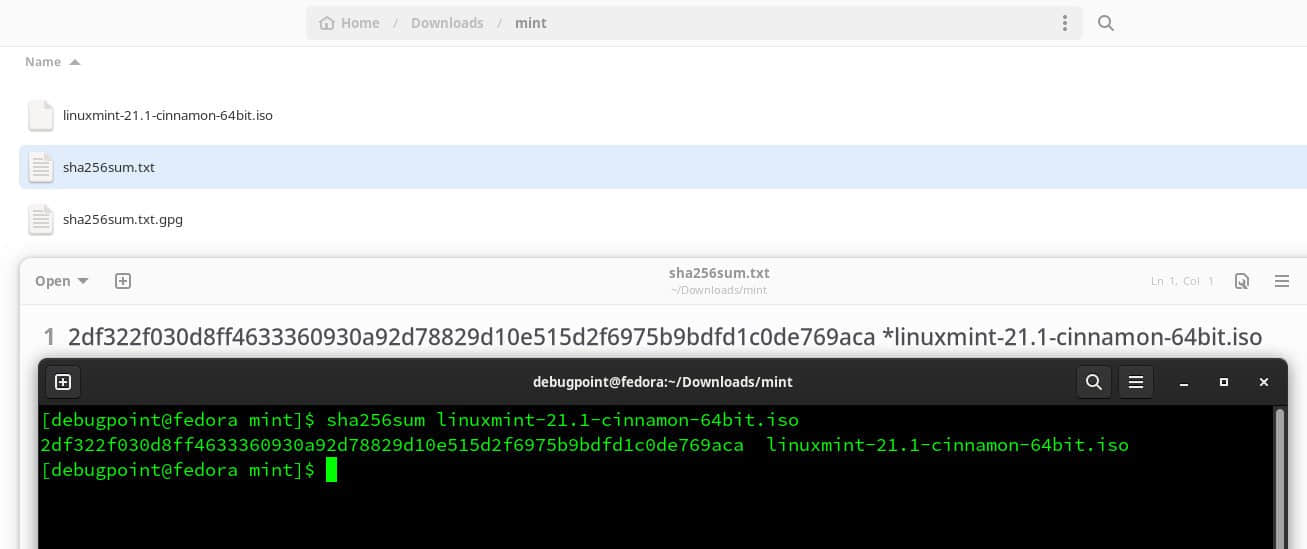 Home / Downloads / mint
Name
linuxmint-21.1-cinnamon-64bit.iso
sha256sum.txt
sha256sum.txt.gpg
Open
sha256sum.txt
~/Downloads/mint
Ln 1, Col 1
1 2df322f030d8ff4633360930a92d78829d10e515d2f6975b9bdfd1c0de769aca *linuxmint-21.1-cinnamon-64bit.iso
debugpoint@fedora:~/Downloads/mint
[debugpoint@fedora mint]$ sha256sum linuxmint-21.1-cinnamon-64bit.iso
2df322f030d8ff4633360930a92d78829d10e515d2f6975b9bdfd1c0de769aca  linuxmint-21.1-cinnamon-64bit.iso
[debugpoint@fedora mint]$